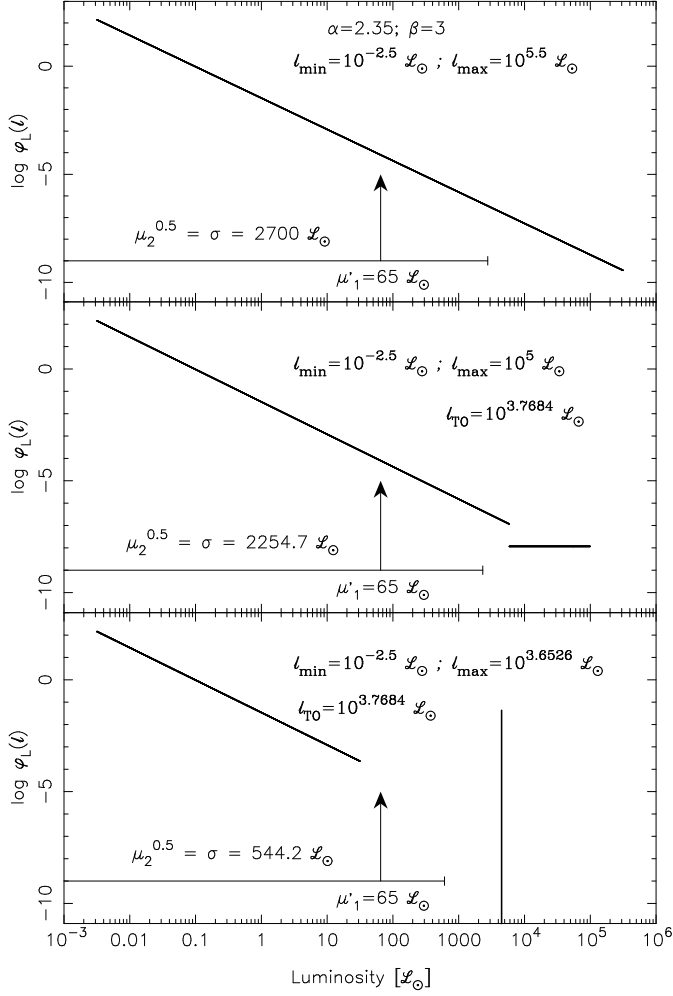 α=2.35; β=3
ℓmin=10^-2.5 ℒ⊙ ; ℓmax=10^5.5 ℒ⊙
0
−5
−10
log φL(ℓ)
μ2^0.5 = σ = 2700 ℒ⊙
μ'1=65 ℒ⊙
ℓmin=10^-2.5 ℒ⊙ ; ℓmax=10^5 ℒ⊙
ℓTO=10^3.7684 ℒ⊙
0
−5
−10
log φL(ℓ)
μ2^0.5 = σ = 2254.7 ℒ⊙
μ'1=65 ℒ⊙
ℓmin=10^-2.5 ℒ⊙ ; ℓmax=10^3.6526 ℒ⊙
ℓTO=10^3.7684 ℒ⊙
0
−5
−10
log φL(ℓ)
μ2^0.5 = σ = 544.2 ℒ⊙
μ'1=65 ℒ⊙
10^-3 0.01 0.1 1 10 100 1000 10^4 10^5 10^6
Luminosity [ℒ⊙]